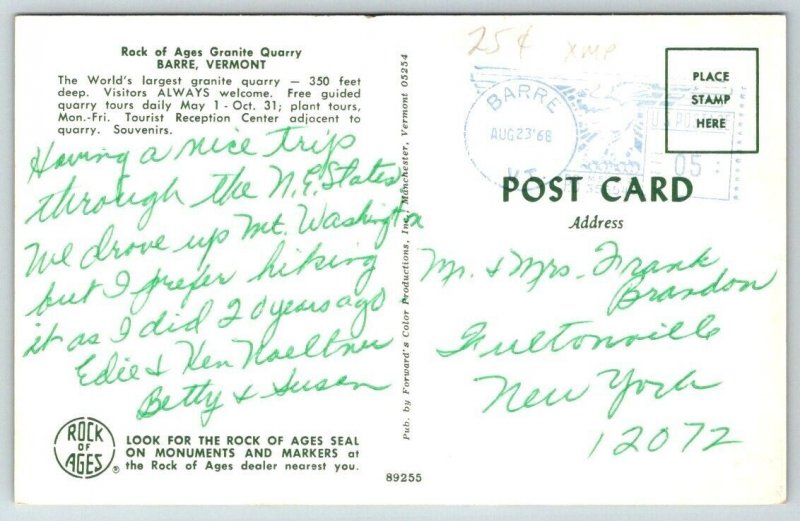 Rock of Ages Granite Quarry
BARRE, VERMONT
The World's largest granite quarry — 350 feet
deep. Visitors ALWAYS welcome. Free guided
quarry tours daily May 1 - Oct. 31; plant tours,
Mon.-Fri. Tourist Reception Center adjacent to
quarry. Souvenirs.
Having a nice trip
through the N.E. States
We drove up Mt. Washington
but I prefer hiking
it as I did 20 years ago
Edie & Ken Noeltner
Betty & Susan
ROCK
OF
AGES
®
LOOK FOR THE ROCK OF AGES SEAL
ON MONUMENTS AND MARKERS at
the Rock of Ages dealer nearest you.
Pub. by Forward's Color Productions, Inc., Manchester, Vermont 05254
89255
25¢ XMP
BARRE
AUG 23 '68
VT.
U.S. POSTAGE
05
PLACE
STAMP
HERE
POST CARD
Address
Mr. & Mrs. Frank
Brandon
Fultonville
New York
12072